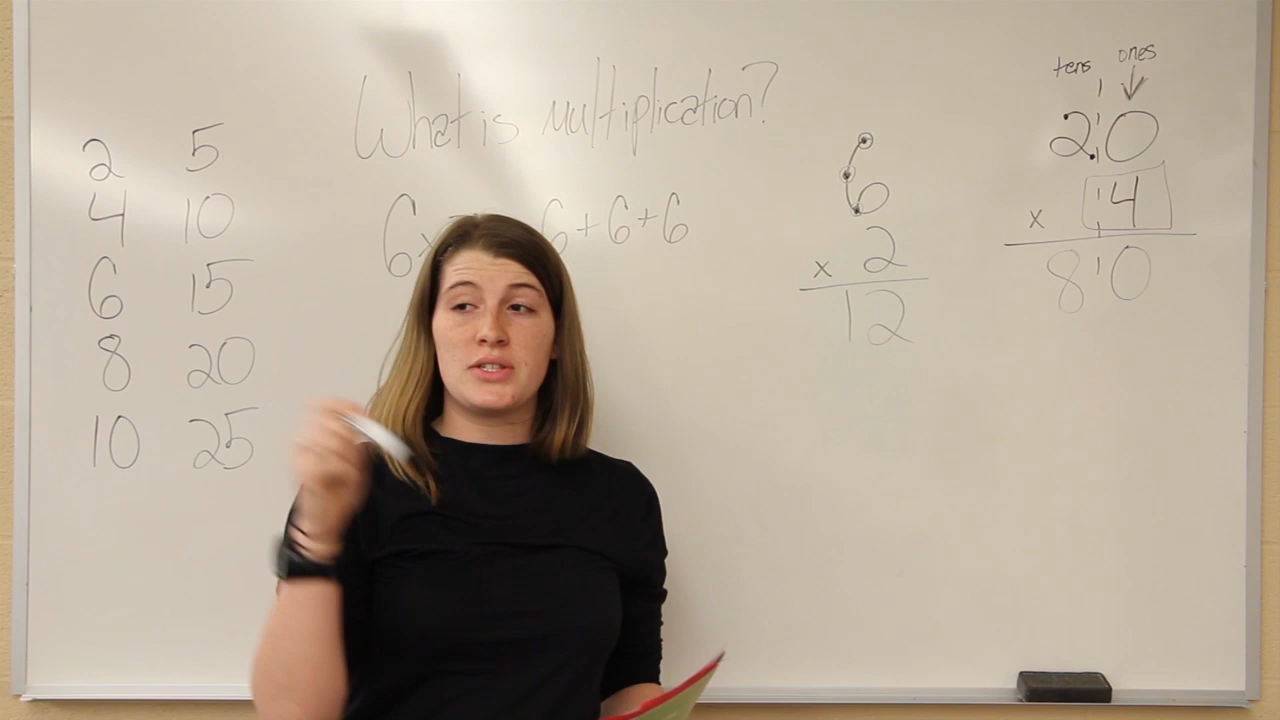 What is multiplication?
2 5
4 10
6 15
8 20
10 25
6x
6+6+6
6
x 2
12
tens ones
20
x 4
80